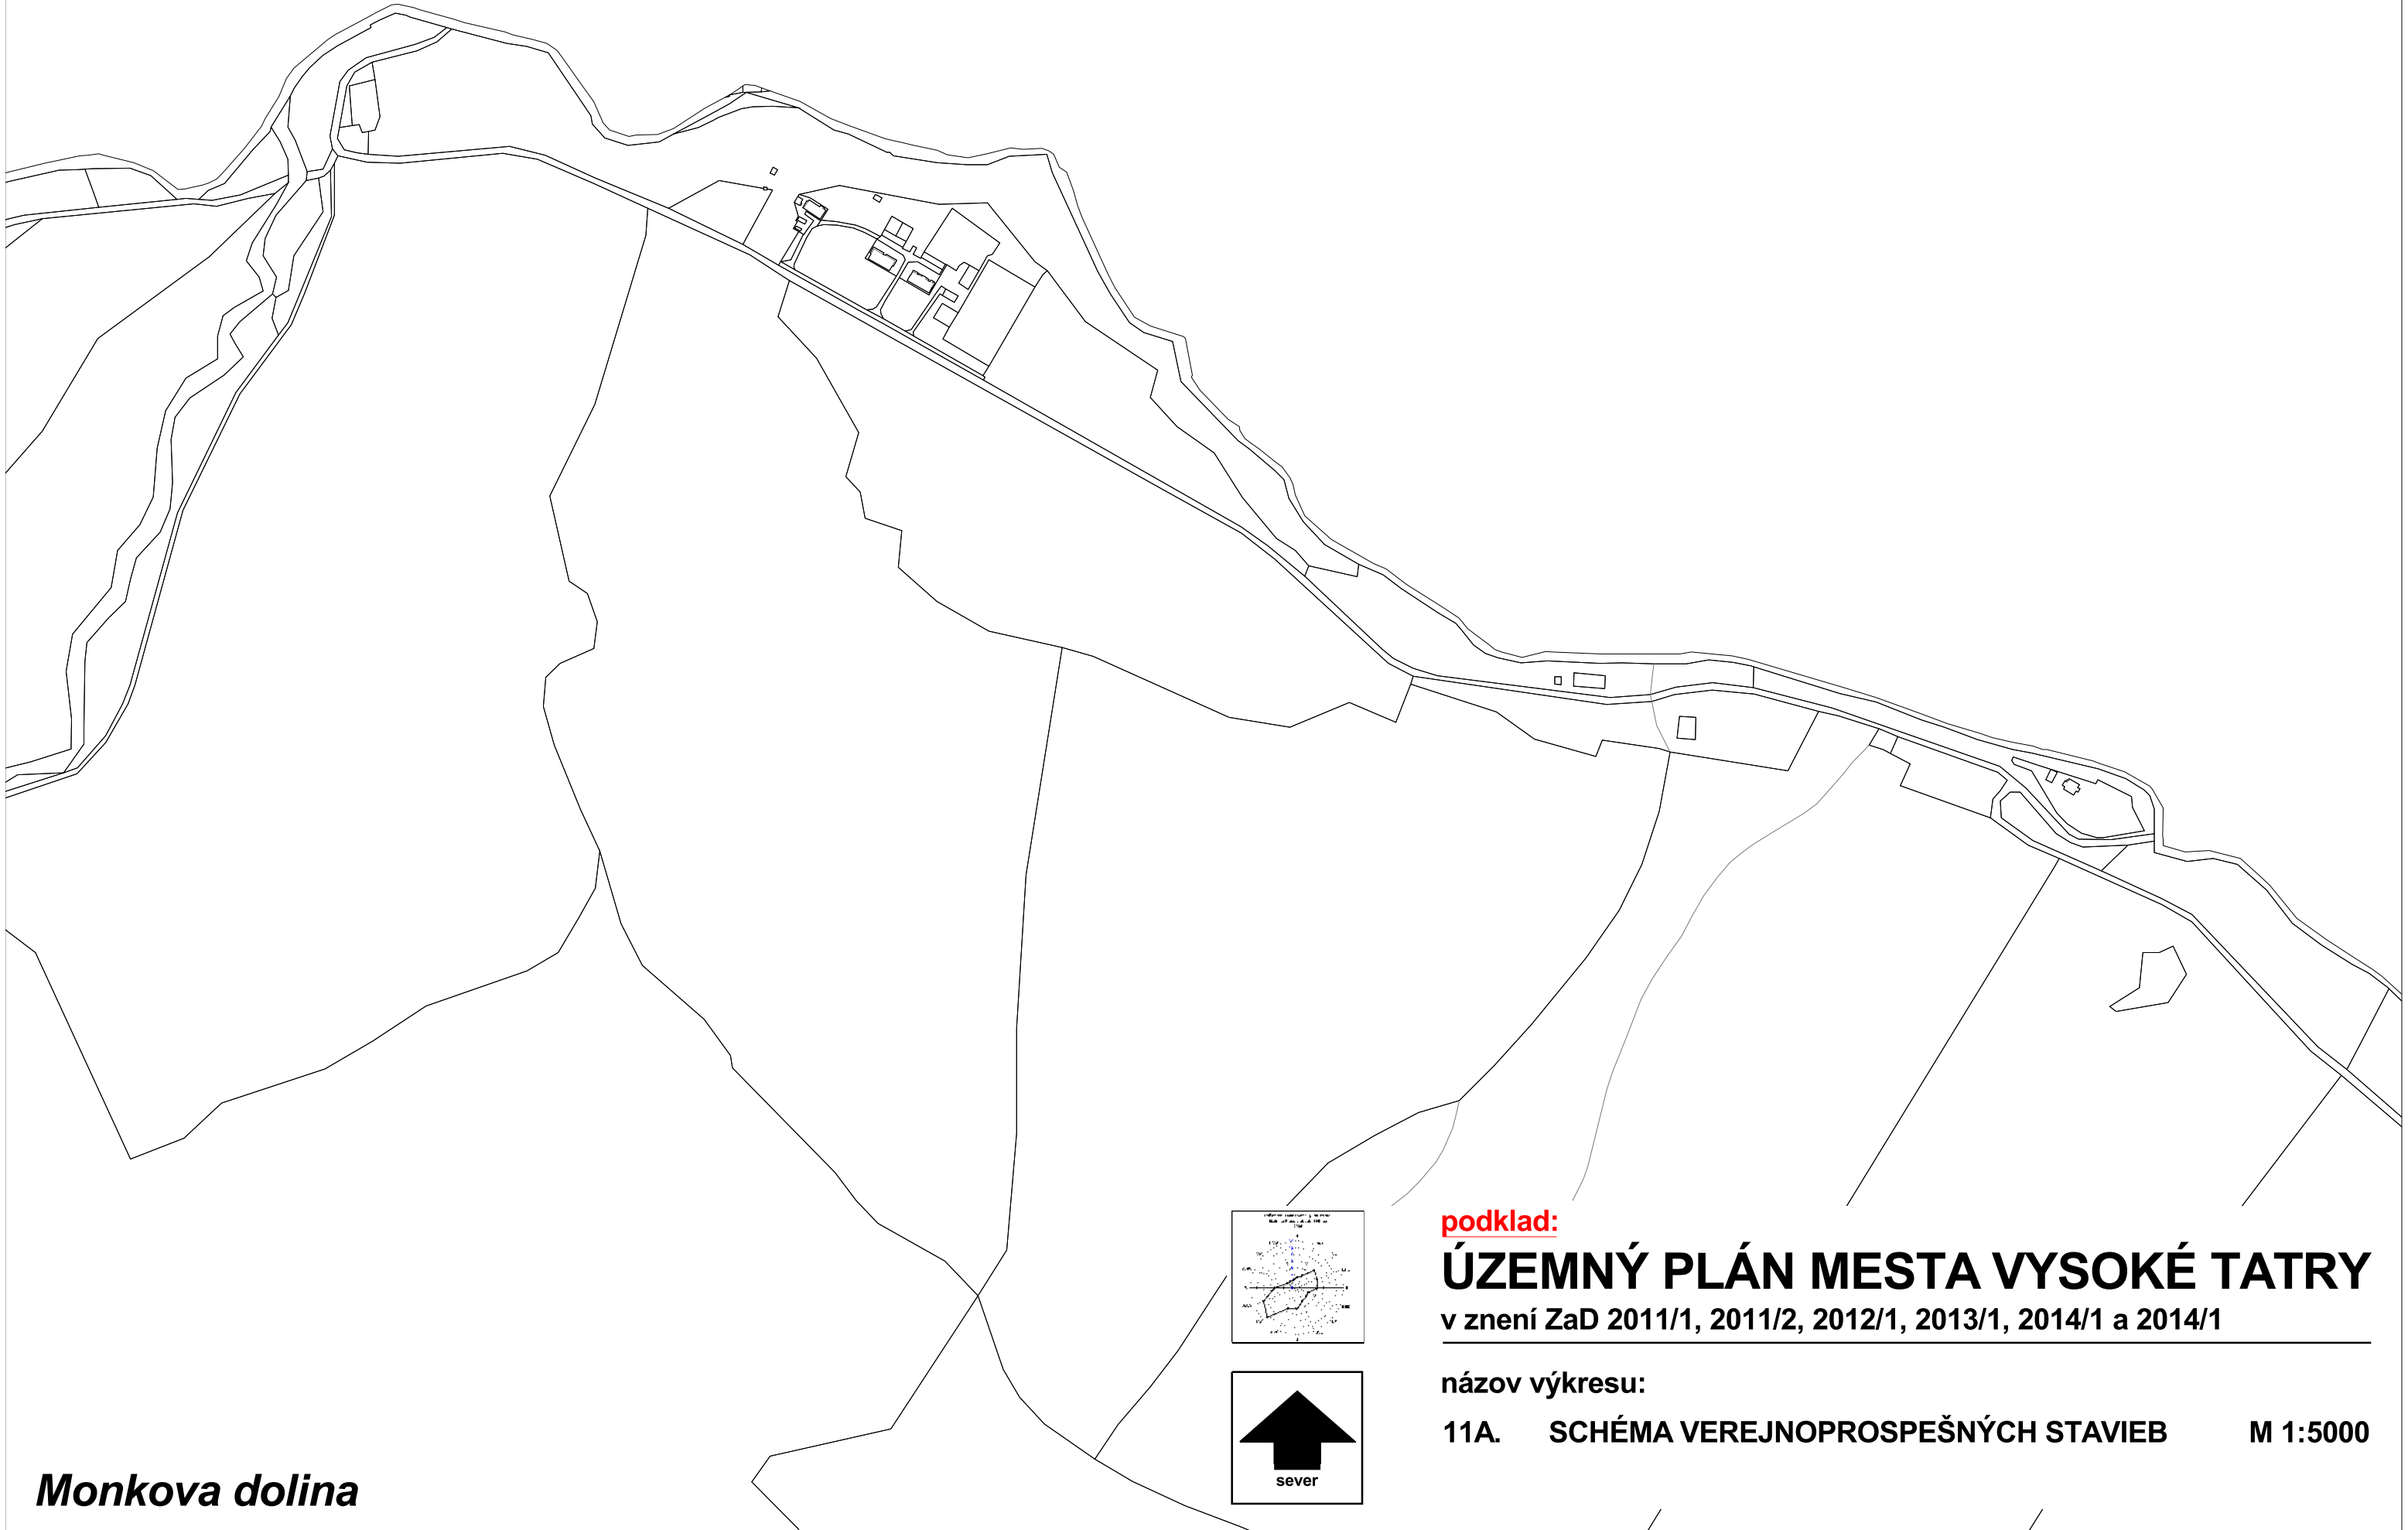 podklad:
ÚZEMNÝ PLÁN MESTA VYSOKÉ TATRY
v znení ZaD 2011/1, 2011/2, 2012/1, 2013/1, 2014/1 a 2014/1
názov výkresu:
11A. SCHÉMA VEREJNOPROSPEŠNÝCH STAVIEB M 1:5000
sever
Monkova dolina